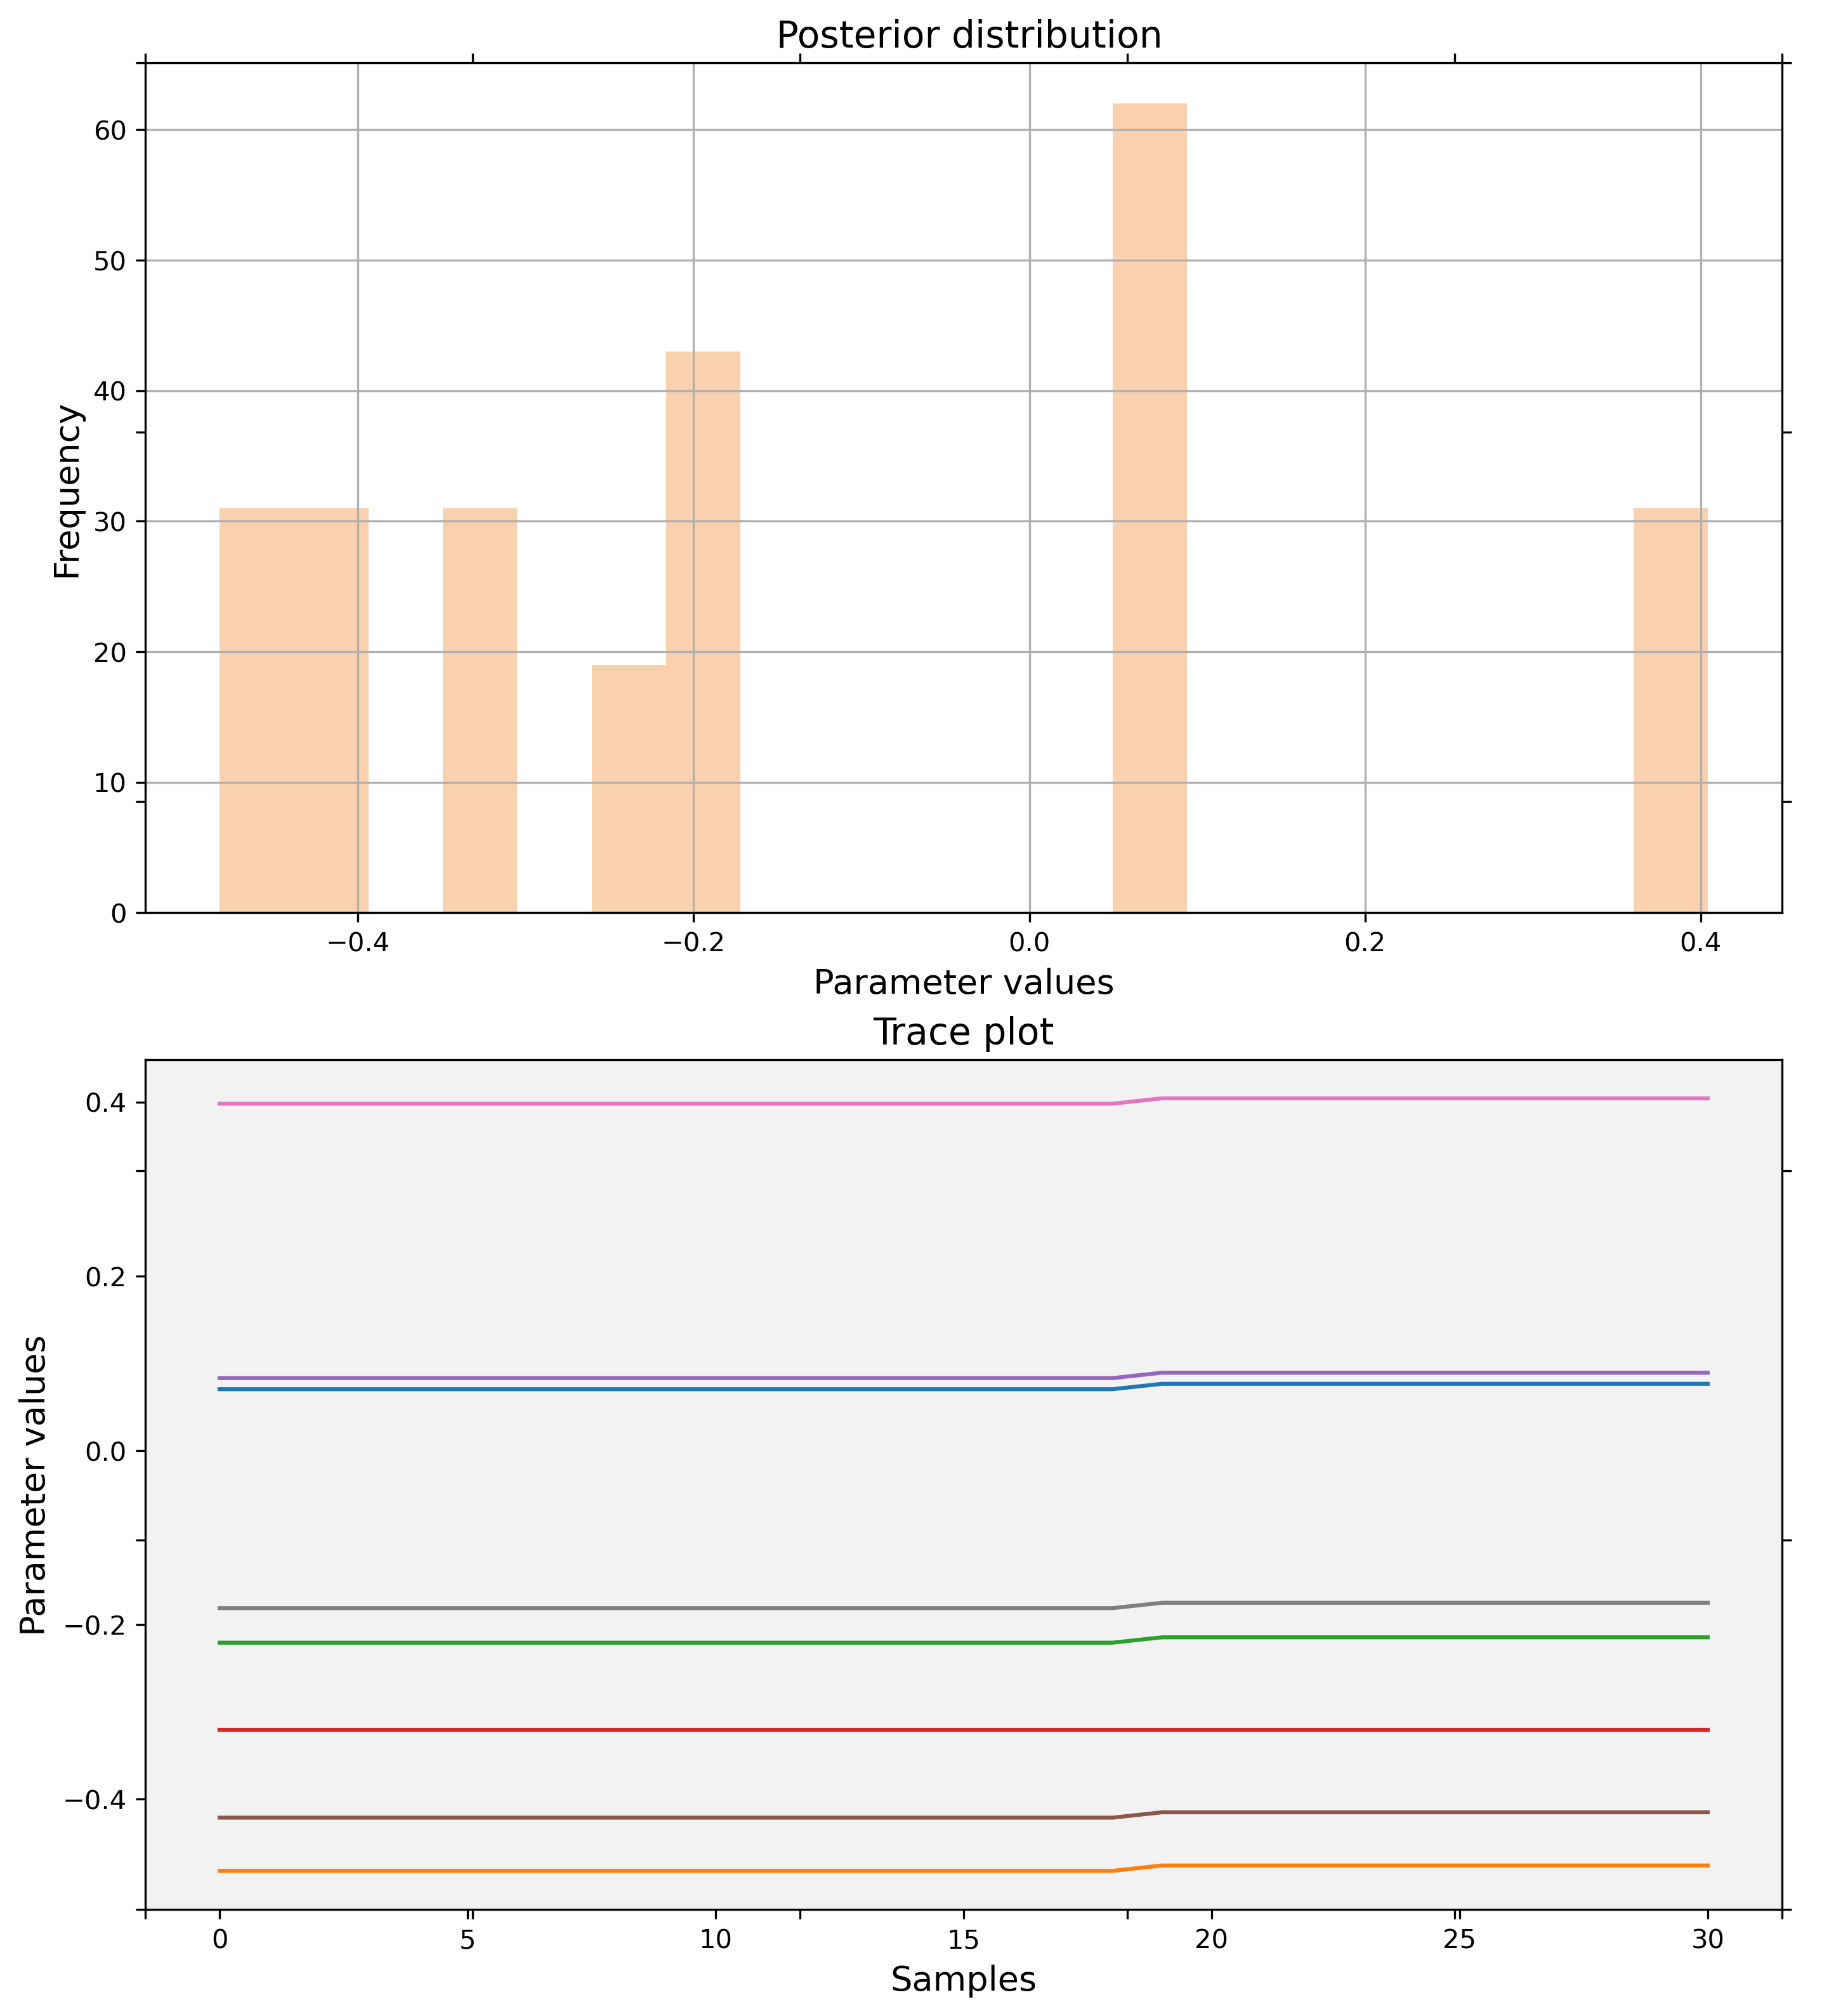 Posterior distribution
60
50
40
30
20
10
0
Frequency
−0.4 −0.2 0.0 0.2 0.4
Parameter values
Trace plot
0.4
0.2
0.0
−0.2
−0.4
Parameter values
0 5 10 15 20 25 30
Samples